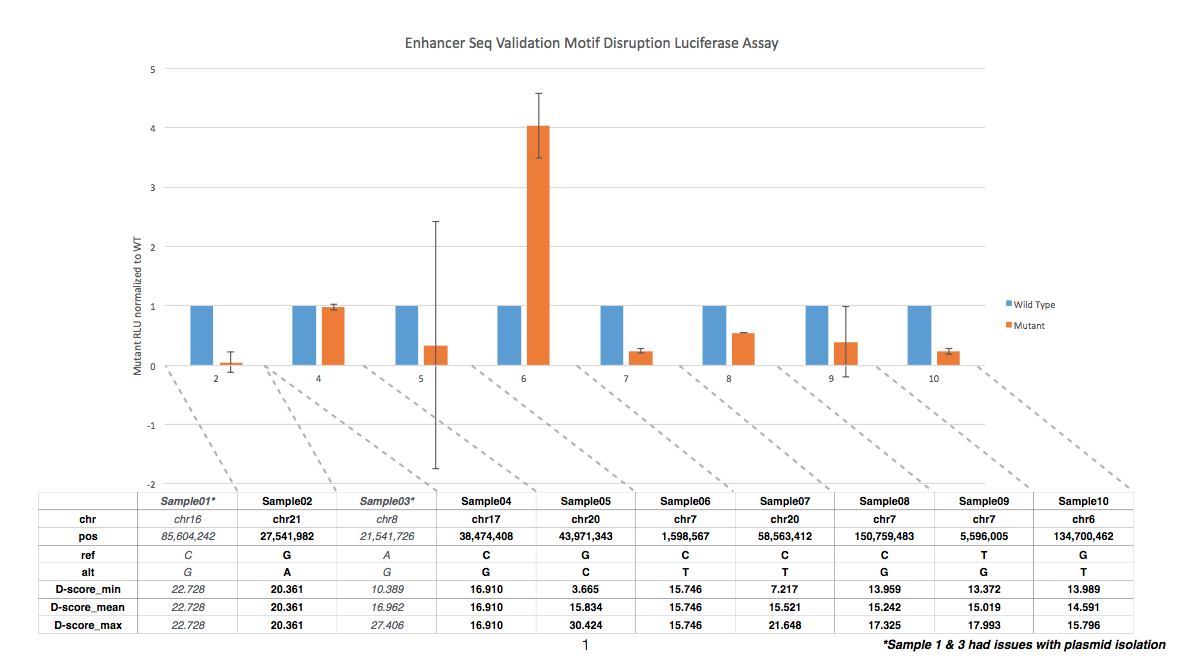 Enhancer Seq Validation Motif Disruption Luciferase Assay
5
4
3
2
1
0
-1
-2
Mutant RLU normalized to WT
2 4 5 6 7 8 9 10
Wild Type
Mutant
Sample01* Sample02 Sample03* Sample04 Sample05 Sample06 Sample07 Sample08 Sample09 Sample10
chr chr16 chr21 chr8 chr17 chr20 chr7 chr20 chr7 chr7 chr6
pos 85,604,242 27,541,982 21,541,726 38,474,408 43,971,343 1,598,567 58,563,412 150,759,483 5,596,005 134,700,462
ref C G A C G C C C T G
alt G A G G C T T G G T
D-score_min 22.728 20.361 10.389 16.910 3.665 15.746 7.217 13.959 13.372 13.989
D-score_mean 22.728 20.361 16.962 16.910 15.834 15.746 15.521 15.242 15.019 14.591
D-score_max 22.728 20.361 27.406 16.910 30.424 15.746 21.648 17.325 17.993 15.796
1
*Sample 1 & 3 had issues with plasmid isolation